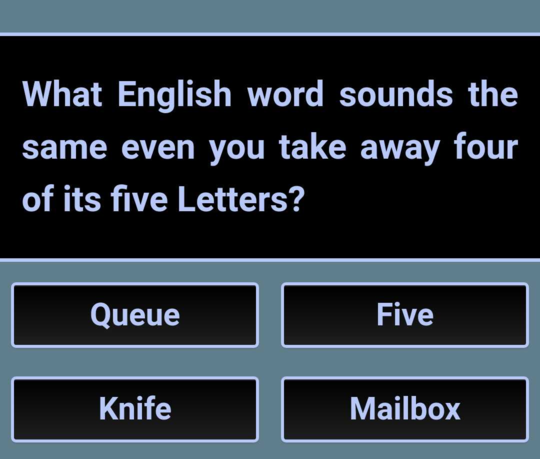 What English word sounds the
same even you take away four
of its five Letters?
Queue
Five
Knife
Mailbox